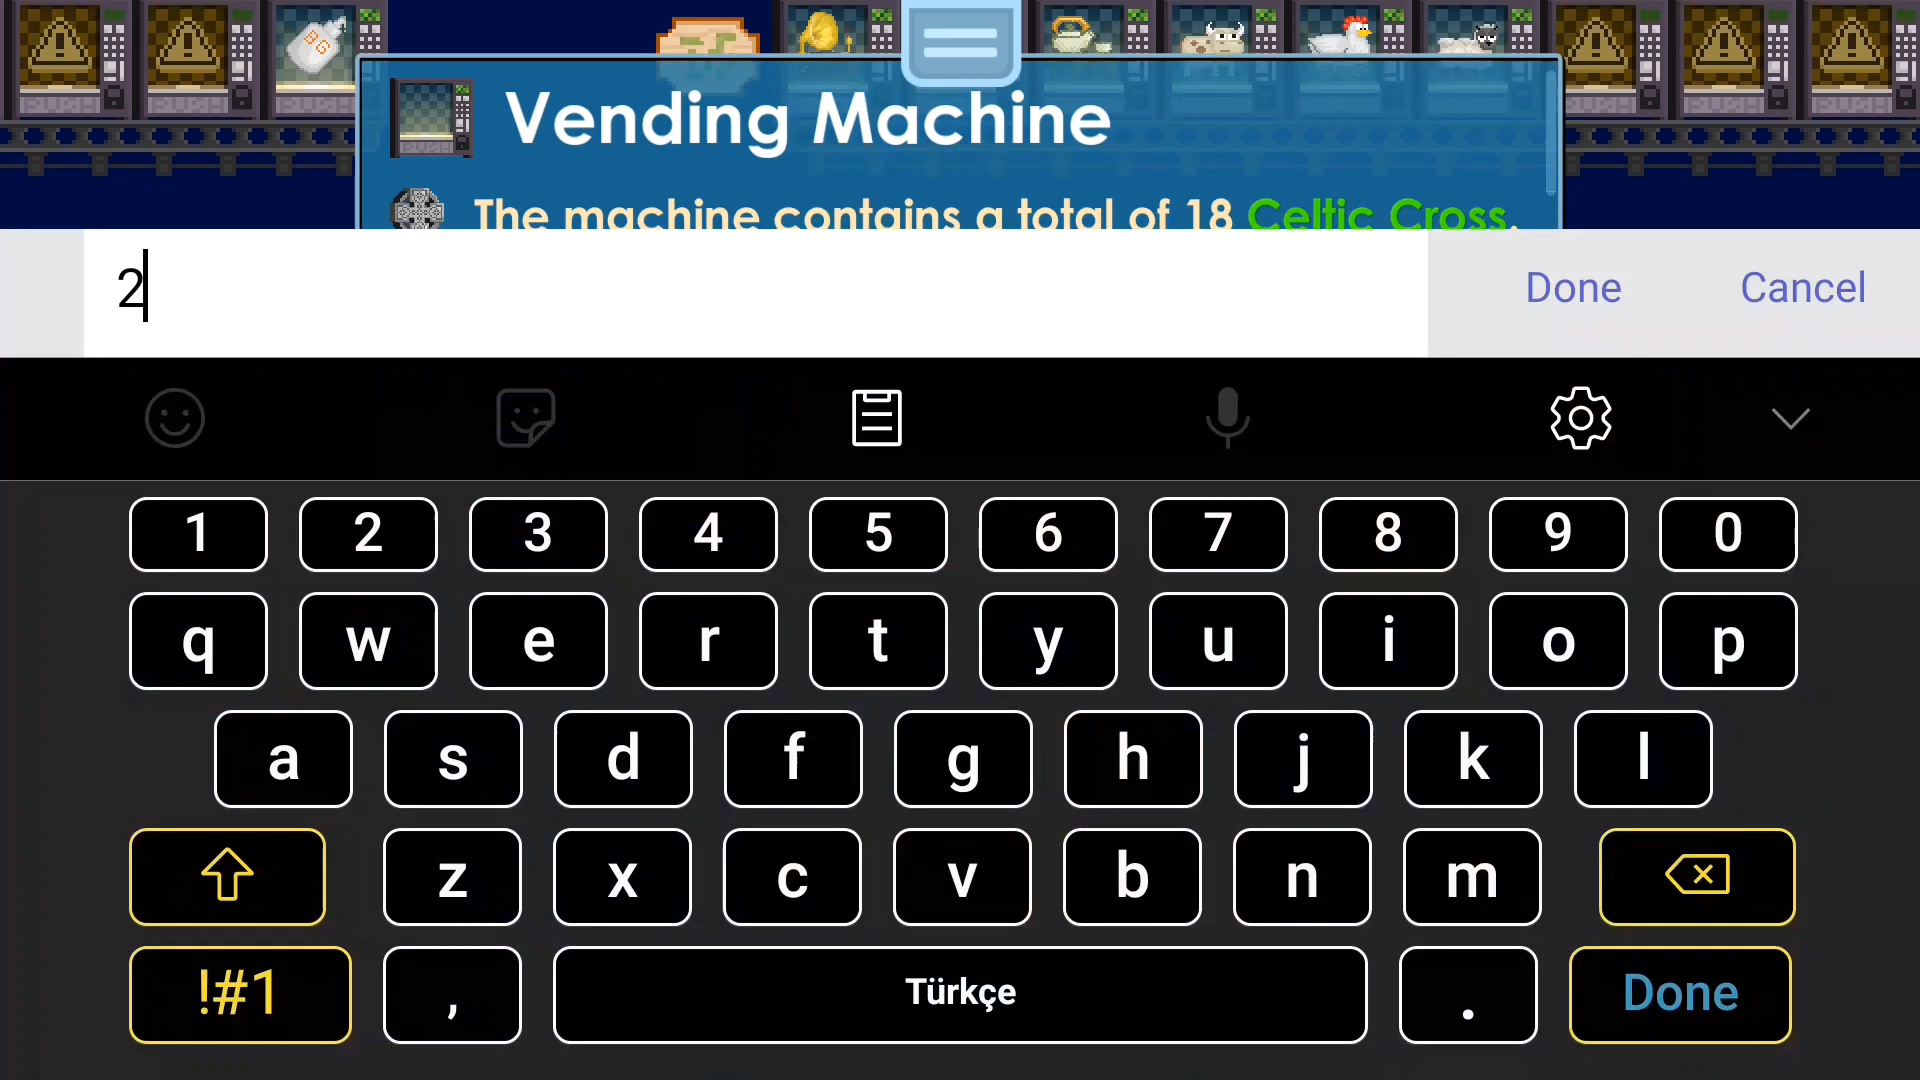 BG
Vending Machine
The machine contains a total of 18 Celtic Cross.
2
Done
Cancel
1 2 3 4 5 6 7 8 9 0
q w e r t y u i o p
a s d f g h j k l
z x c v b n m
!#1 , Türkçe . Done